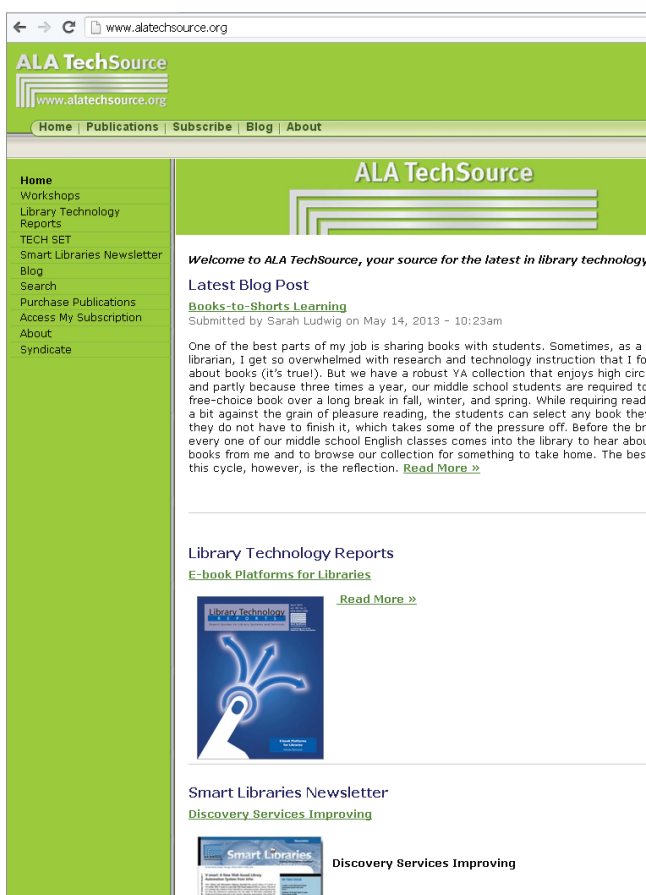 www.alatechsource.org
ALA TechSource
www.alatechsource.org
Home | Publications | Subscribe | Blog | About
ALA TechSource
Home
Workshops
Library Technology
Reports
TECH SET
Smart Libraries Newsletter
Blog
Search
Purchase Publications
Access My Subscription
About
Syndicate
Welcome to ALA TechSource, your source for the latest in library technology
Latest Blog Post
Books-to-Shorts Learning
Submitted by Sarah Ludwig on May 14, 2013 - 10:23am
One of the best parts of my job is sharing books with students. Sometimes, as a
librarian, I get so overwhelmed with research and technology instruction that I fo
about books (it's true!). But we have a robust YA collection that enjoys high circ
and partly because three times a year, our middle school students are required to
free-choice book over a long break in fall, winter, and spring. While requiring read
a bit against the grain of pleasure reading, the students can select any book they
they do not have to finish it, which takes some of the pressure off. Before the br
every one of our middle school English classes comes into the library to hear abou
books from me and to browse our collection for something to take home. The bes
this cycle, however, is the reflection. Read More »
Library Technology Reports
E-book Platforms for Libraries
Read More »
Library Technology
REPORTS
E-book Platforms
for Libraries
Smart Libraries Newsletter
Discovery Services Improving
Smart Libraries
Discovery Services Improving